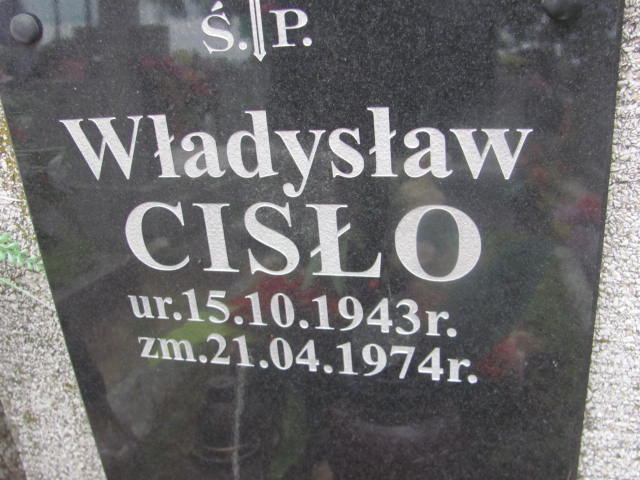 Ś. P.
Władysław
CISŁO
ur.15.10.1943r.
zm.21.04.1974r.